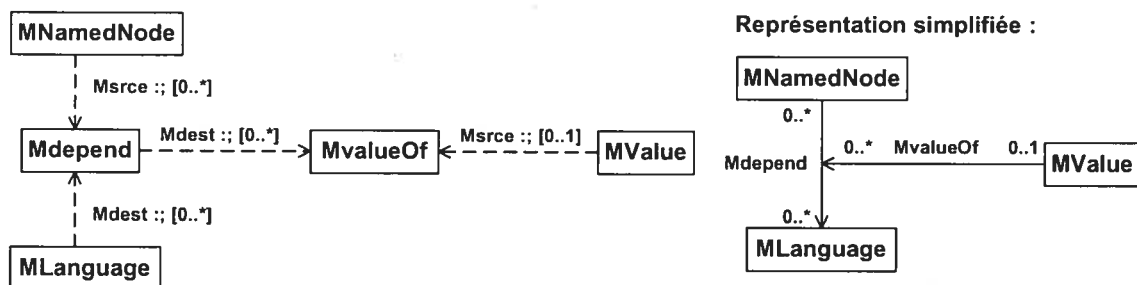 MNamedNode
Msrce :; [0..*]
Mdepend
Mdest :; [0..*]
MvalueOf
Msrce :; [0..1]
MValue
Mdest :; [0..*]
MLanguage
Représentation simplifiée :
MNamedNode
0..*
Mdepend
0..* MvalueOf 0..1
MValue
0..*
MLanguage